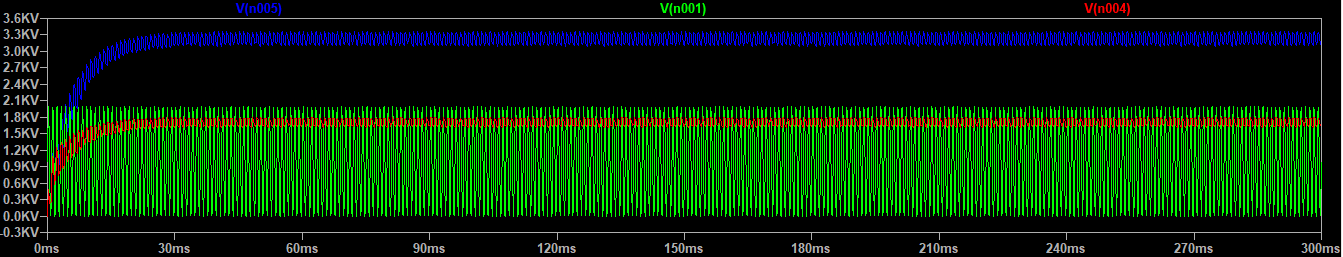 V(n005) V(n001) V(n004)
3.6KV
3.3KV
3.0KV
2.7KV
2.4KV
2.1KV
1.8KV
1.5KV
1.2KV
0.9KV
0.6KV
0.3KV
0.0KV
-0.3KV
0ms 30ms 60ms 90ms 120ms 150ms 180ms 210ms 240ms 270ms 300ms